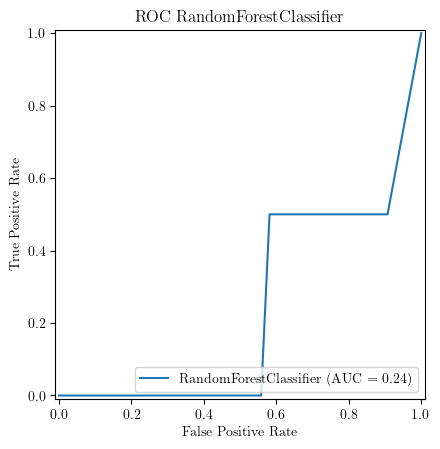 ROC RandomForestClassifier
True Positive Rate
1.0
0.8
0.6
0.4
0.2
0.0
RandomForestClassifier (AUC = 0.24)
0.0 0.2 0.4 0.6 0.8 1.0
False Positive Rate